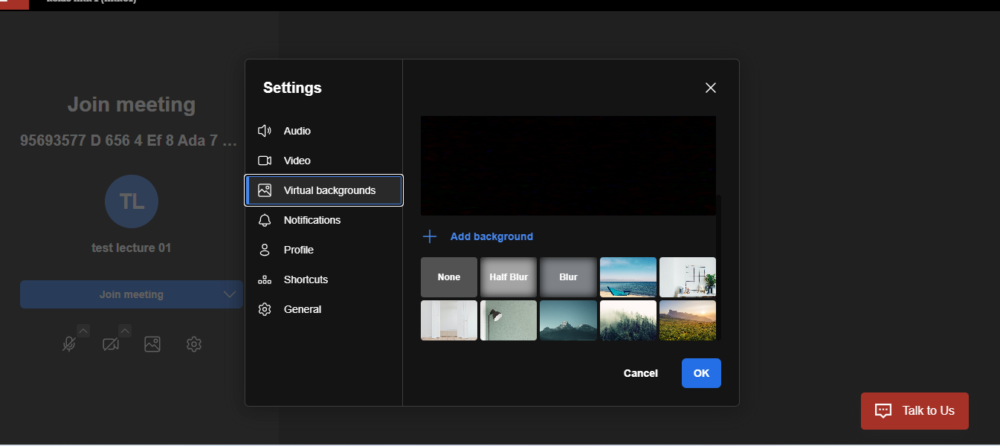 Join meeting
95693577 D 656 4 Ef 8 Ada 7 ...
TL
test lecture 01
Join meeting
Settings
Audio
Video
Virtual backgrounds
Notifications
Profile
Shortcuts
General
Add background
None
Half Blur
Blur
Cancel
OK
Talk to Us